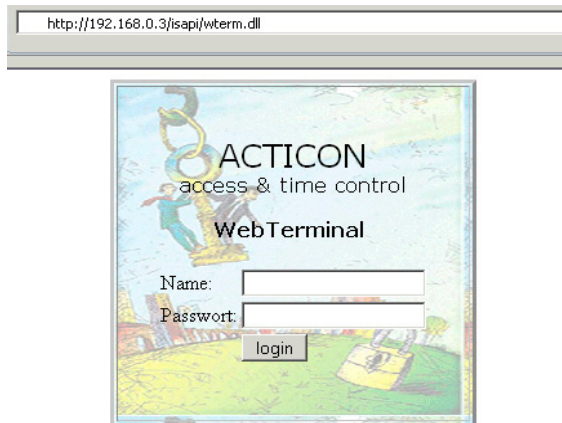 http://192.168.0.3/isapi/wterm.dll
ACTICON
access & time control
WebTerminal
Name:
Passwort:
login